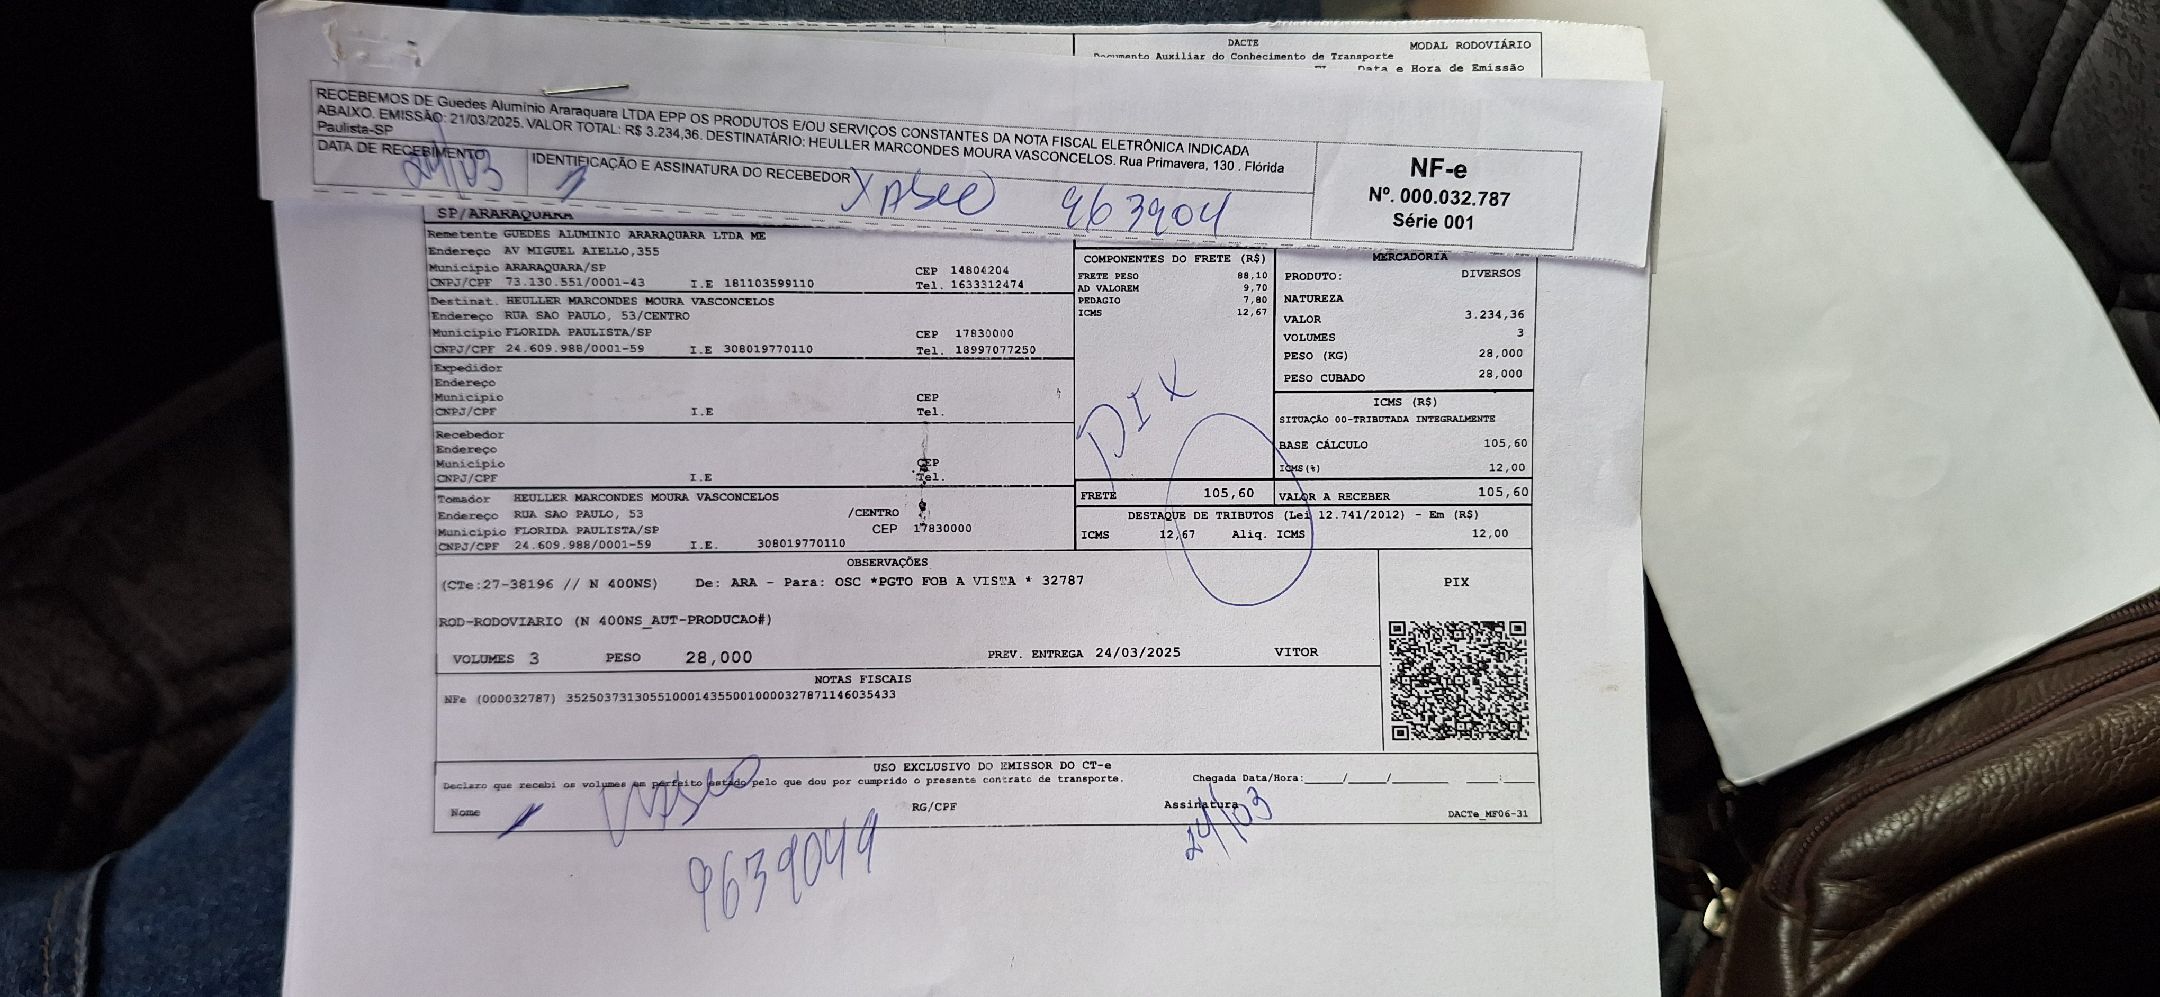 DACTE
MODAL RODOVIÁRIO
Documento Auxiliar do Conhecimento de Transporte
Data e Hora de Emissão
RECEBEMOS DE Guedes Alumínio Araraquara LTDA EPP OS PRODUTOS E/OU SERVIÇOS CONSTANTES DA NOTA FISCAL ELETRÔNICA INDICADA
ABAIXO. EMISSÃO: 21/03/2025. VALOR TOTAL: R$ 3.234,36. DESTINATÁRIO: HEULLER MARCONDES MOURA VASCONCELOS. Rua Primavera, 130 . Flórida
Paulista-SP
DATA DE RECEBIMENTO
24/03
IDENTIFICAÇÃO E ASSINATURA DO RECEBEDOR
963904
NF-e
Nº. 000.032.787
Série 001
SP/ARARAQUARA
Remetente GUEDES ALUMINIO ARARAQUARA LTDA ME
Endereço AV MIGUEL AIELLO,355
Município ARARAQUARA/SP CEP 14804204
CNPJ/CPF 73.130.551/0001-43 I.E 181103599110 Tel. 1633312474
Destinat. HEULLER MARCONDES MOURA VASCONCELOS
Endereço RUA SAO PAULO, 53/CENTRO
Município FLORIDA PAULISTA/SP CEP 17830000
CNPJ/CPF 24.609.988/0001-59 I.E 308019770110 Tel. 18997077250
Expedidor
Endereço
Município CEP
CNPJ/CPF I.E Tel.
Recebedor
Endereço
Município CEP
CNPJ/CPF I.E Tel.
Tomador HEULLER MARCONDES MOURA VASCONCELOS
Endereço RUA SAO PAULO, 53 /CENTRO
Município FLORIDA PAULISTA/SP CEP 17830000
CNPJ/CPF 24.609.988/0001-59 I.E. 308019770110
COMPONENTES DO FRETE (R$)
FRETE PESO 88,10
AD VALOREM 9,70
PEDAGIO 7,80
ICMS 12,67
PIX
FRETE 105,60
MERCADORIA
PRODUTO: DIVERSOS
NATUREZA
VALOR 3.234,36
VOLUMES 3
PESO (KG) 28,000
PESO CUBADO 28,000
ICMS (R$)
SITUAÇÃO 00-TRIBUTADA INTEGRALMENTE
BASE CÁLCULO 105,60
ICMS(%) 12,00
VALOR A RECEBER 105,60
DESTAQUE DE TRIBUTOS (Lei 12.741/2012) - Em (R$)
ICMS 12,67 Aliq. ICMS 12,00
OBSERVAÇÕES
(CTe:27-38196 // N 400NS) De: ARA - Para: OSC *PGTO FOB A VISTA * 32787
ROD-RODOVIARIO (N 400NS_AUT-PRODUCAO#)
VOLUMES 3 PESO 28,000 PREV. ENTREGA 24/03/2025 VITOR
PIX
NOTAS FISCAIS
NFe (000032787) 35250373130551000143550010000327871146035433
USO EXCLUSIVO DO EMISSOR DO CT-e
Declaro que recebi os volumes em perfeito estado pelo que dou por cumprido o presente contrato de transporte. Chegada Data/Hora:_____/______/________ ____:____
Nome RG/CPF Assinatura
24/03
DACTe_MF06-31
9639049